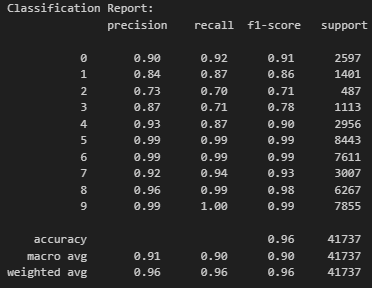 Classification Report:
precision recall f1-score support
0 0.90 0.92 0.91 2597
1 0.84 0.87 0.86 1401
2 0.73 0.70 0.71 487
3 0.87 0.71 0.78 1113
4 0.93 0.87 0.90 2956
5 0.99 0.99 0.99 8443
6 0.99 0.99 0.99 7611
7 0.92 0.94 0.93 3007
8 0.96 0.99 0.98 6267
9 0.99 1.00 0.99 7855
accuracy 0.96 41737
macro avg 0.91 0.90 0.90 41737
weighted avg 0.96 0.96 0.96 41737